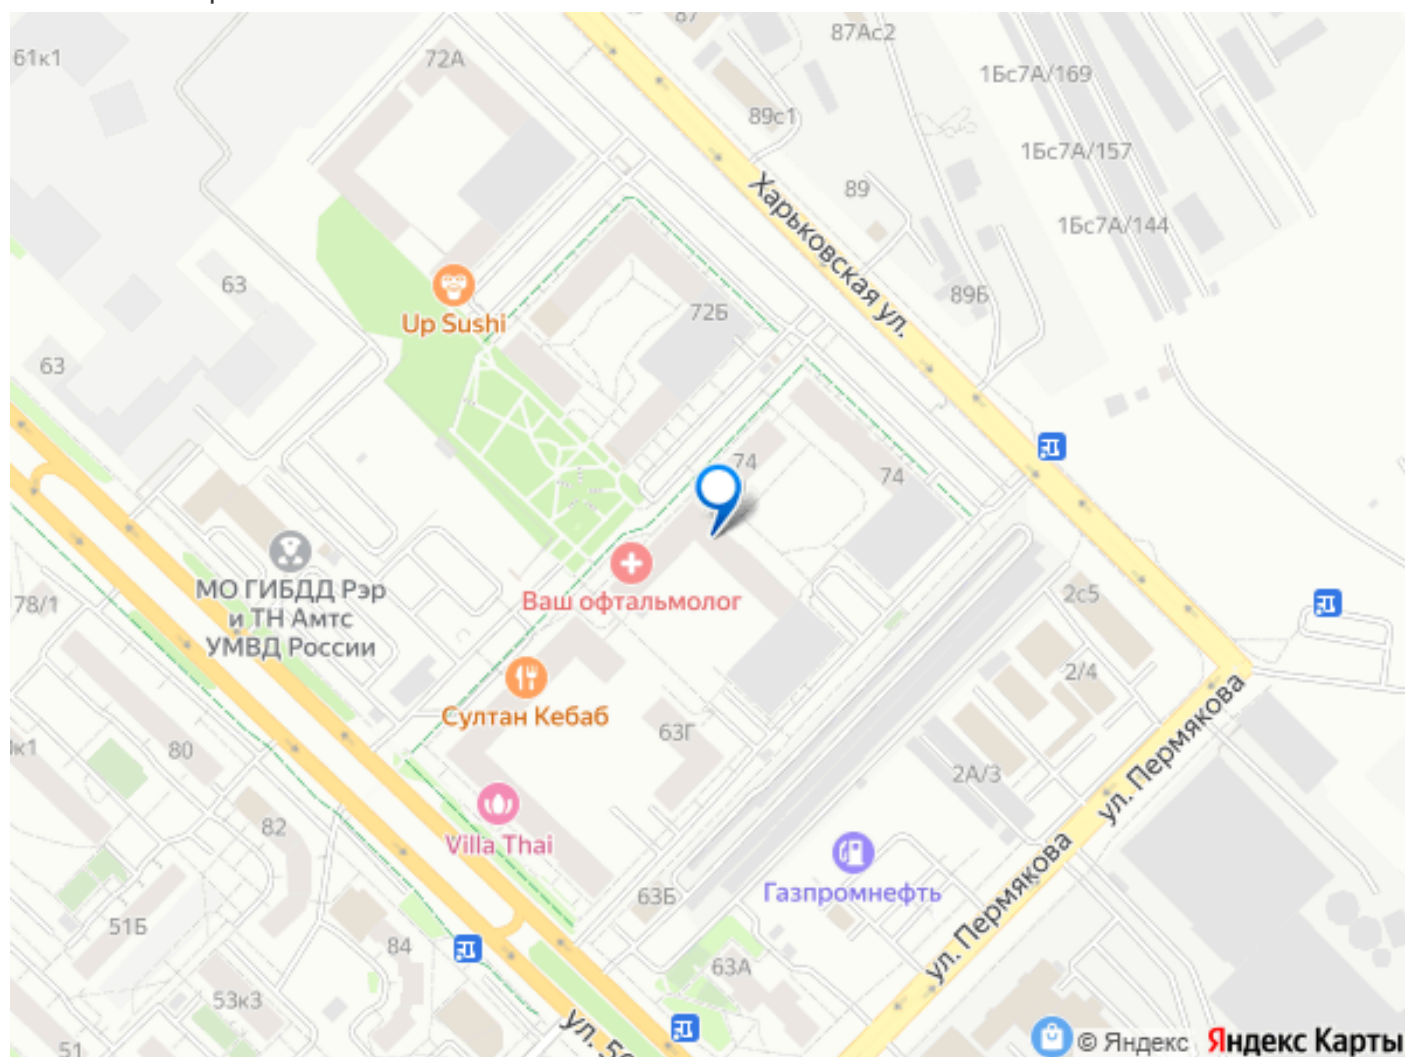 87
87Ас2
61к1
72А
1Бс7А/169
89с1
1Бс7А/157
89
Харьковская ул.
1Бс7А/144
63
89Б
72Б
Up Sushi
63
74
74
МО ГИБДД Рэр
и ТН Амтс
УМВД России
Ваш офтальмолог
78/1
2с5
2/4
Султан Кебаб
63Г
ул. Пермякова
80
2А/3
82
Villa Thai
Газпромнефть
63Б
ул. Пермякова
51Б
84
63А
53к3
51
© Яндекс Яндекс Карты